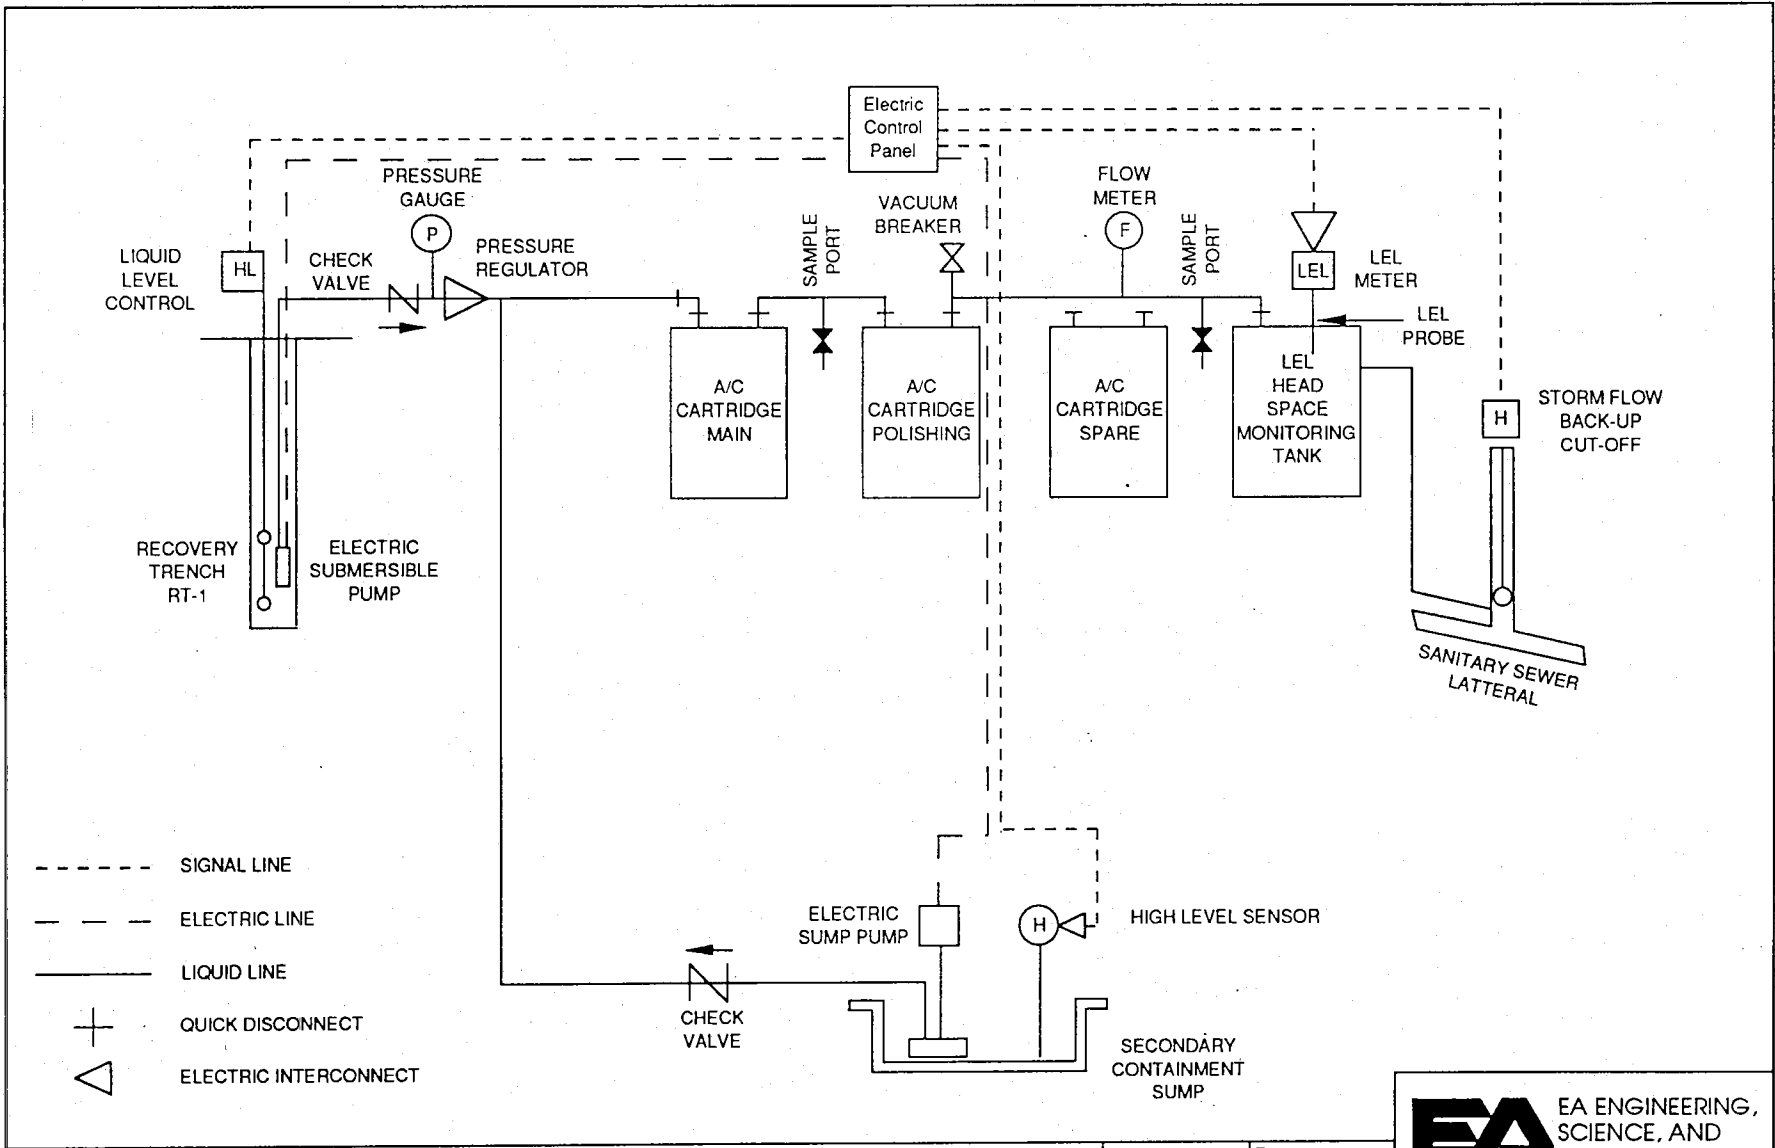 Electric
Control
Panel
PRESSURE
GAUGE
P
FLOW
METER
F
VACUUM
BREAKER
SAMPLE
PORT
SAMPLE
PORT
LIQUID
LEVEL
CONTROL
HL
CHECK
VALVE
PRESSURE
REGULATOR
LEL
LEL
METER
LEL
PROBE
A/C
CARTRIDGE
MAIN
A/C
CARTRIDGE
POLISHING
A/C
CARTRIDGE
SPARE
LEL
HEAD
SPACE
MONITORING
TANK
H
STORM FLOW
BACK-UP
CUT-OFF
RECOVERY
TRENCH
RT-1
ELECTRIC
SUBMERSIBLE
PUMP
SANITARY SEWER
LATTERAL
SIGNAL LINE
ELECTRIC LINE
LIQUID LINE
QUICK DISCONNECT
ELECTRIC INTERCONNECT
ELECTRIC
SUMP PUMP
H
HIGH LEVEL SENSOR
CHECK
VALVE
SECONDARY
CONTAINMENT
SUMP
EA
EA ENGINEERING,
SCIENCE, AND